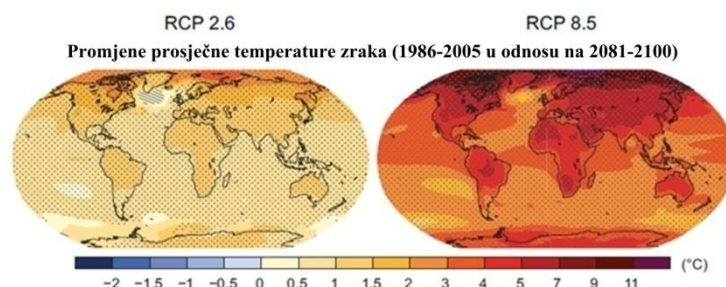 RCP 2.6 RCP 8.5
Promjene prosječne temperature zraka (1986-2005 u odnosu na 2081-2100)
(°C)
−2 −1.5 −1 −0.5 0 0.5 1 1.5 2 3 4 5 7 9 11